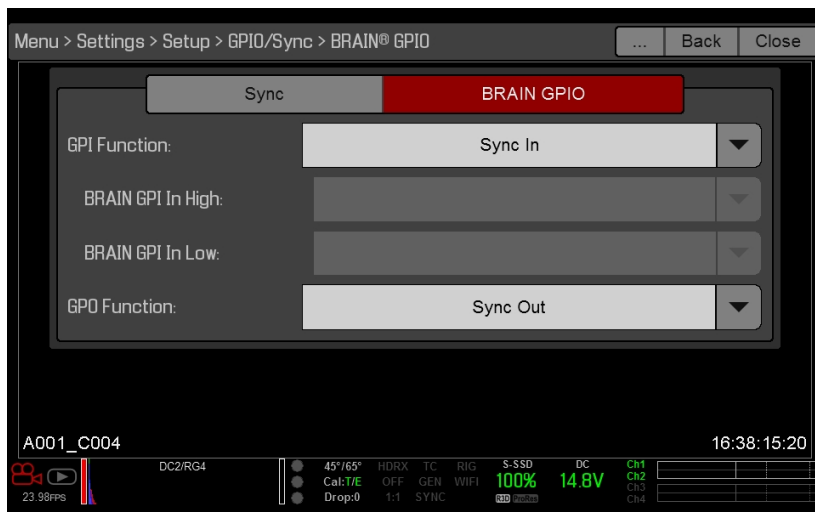 Menu > Settings > Setup > GPIO/Sync > BRAIN® GPIO ... Back Close
Sync BRAIN GPIO
GPI Function: Sync In
BRAIN GPI In High:
BRAIN GPI In Low:
GPO Function: Sync Out
A001_C004 16:38:15:20
DC2/RG4 45°/65° HDRX TC RIG S-SSD DC Ch1
Cal:T/E OFF GEN WIFI 100% 14.8V Ch2
23.98FPS Drop:0 1:1 SYNC R3D ProRes Ch3
Ch4